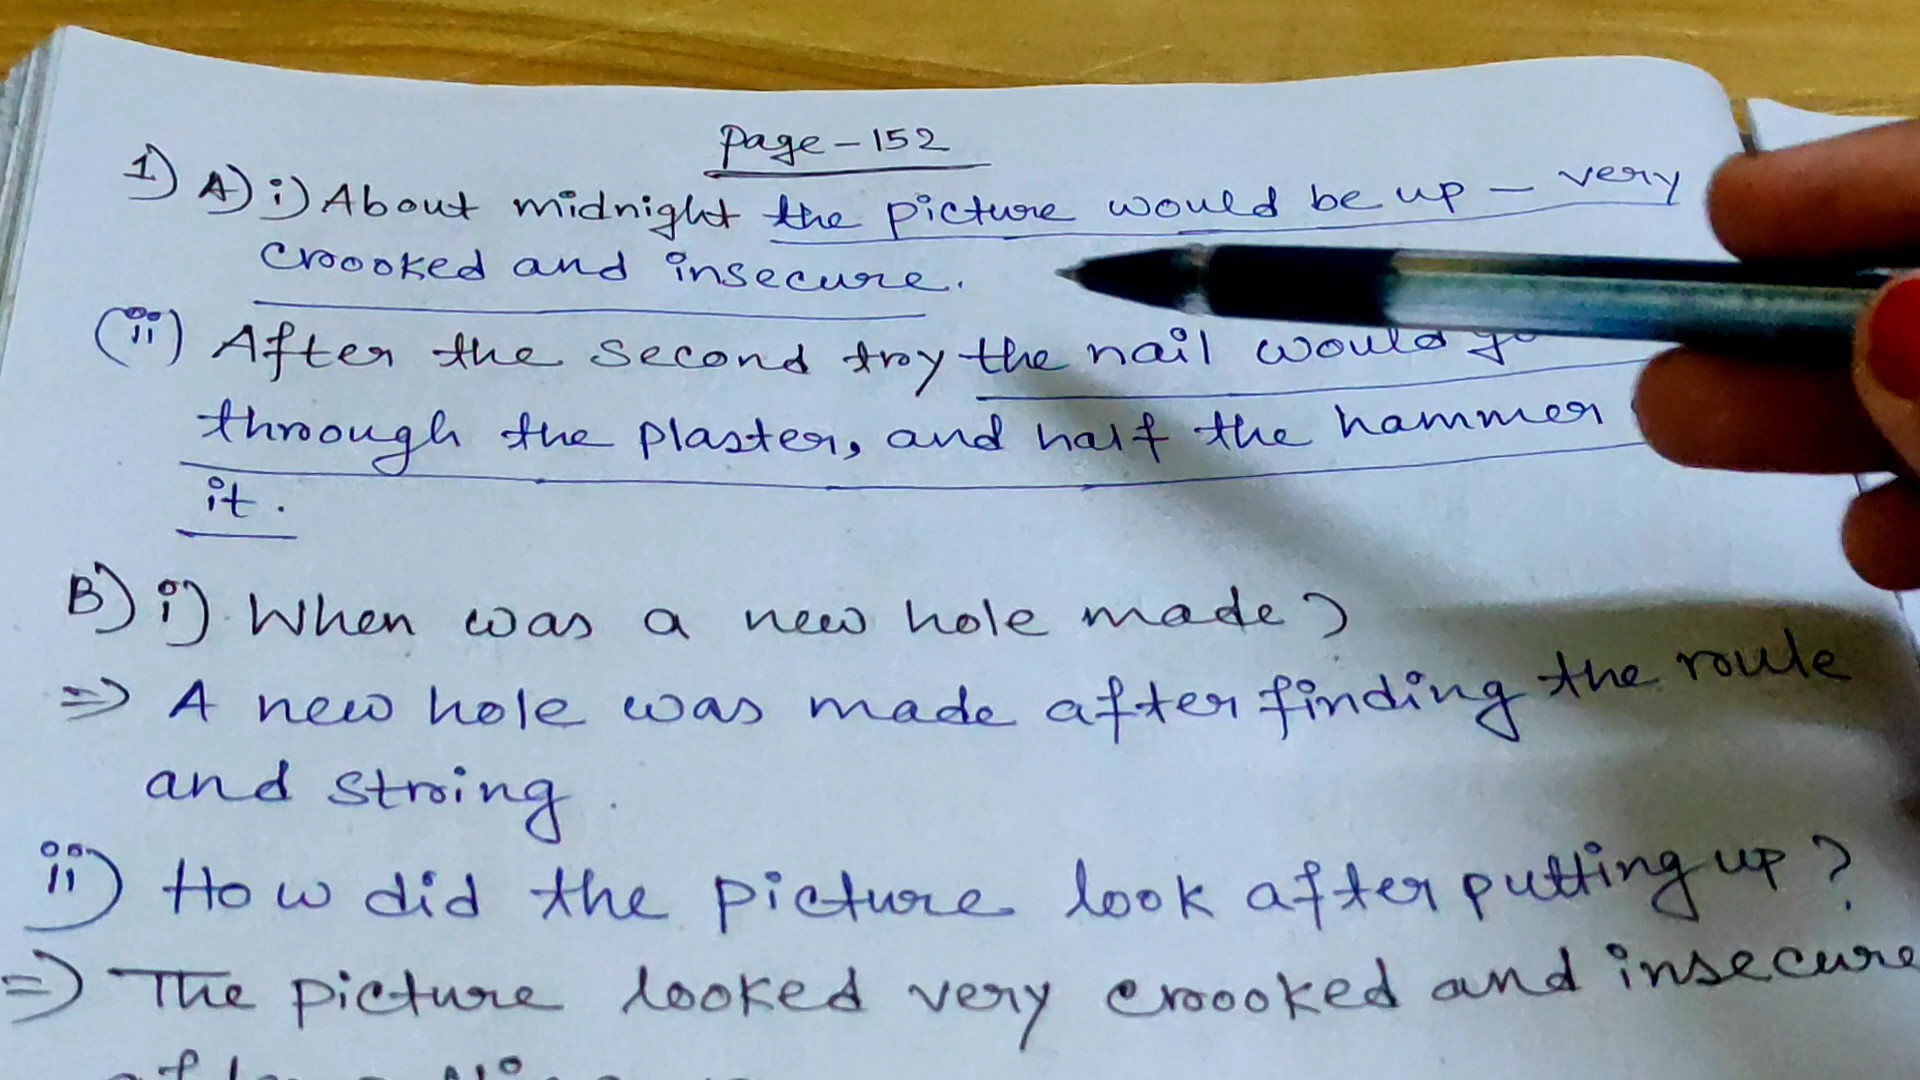 Page-152
1) A) i) About midnight the picture would be up - very
crooked and insecure.
(ii) After the second try the nail would
through the plaster, and half the hammer
it.
B) i) When was a new hole made?
=> A new hole was made after finding the roule
and string.
ii) How did the picture look after putting up?
=> The picture looked very crooked and insecure